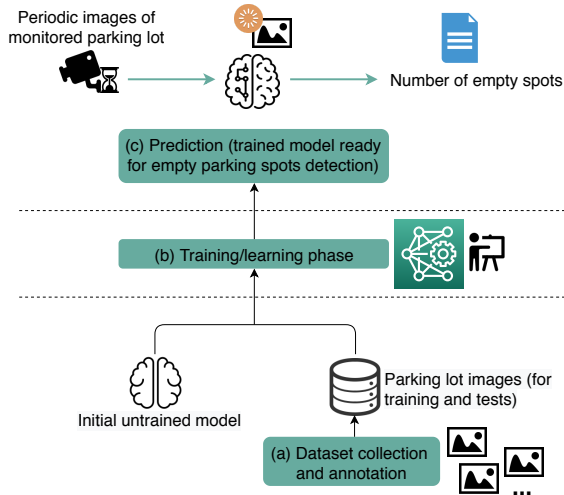 Periodic images of
monitored parking lot
Number of empty spots
(c) Prediction (trained model ready
for empty parking spots detection)
(b) Training/learning phase
Initial untrained model
Parking lot images (for
training and tests)
(a) Dataset collection
and annotation
...